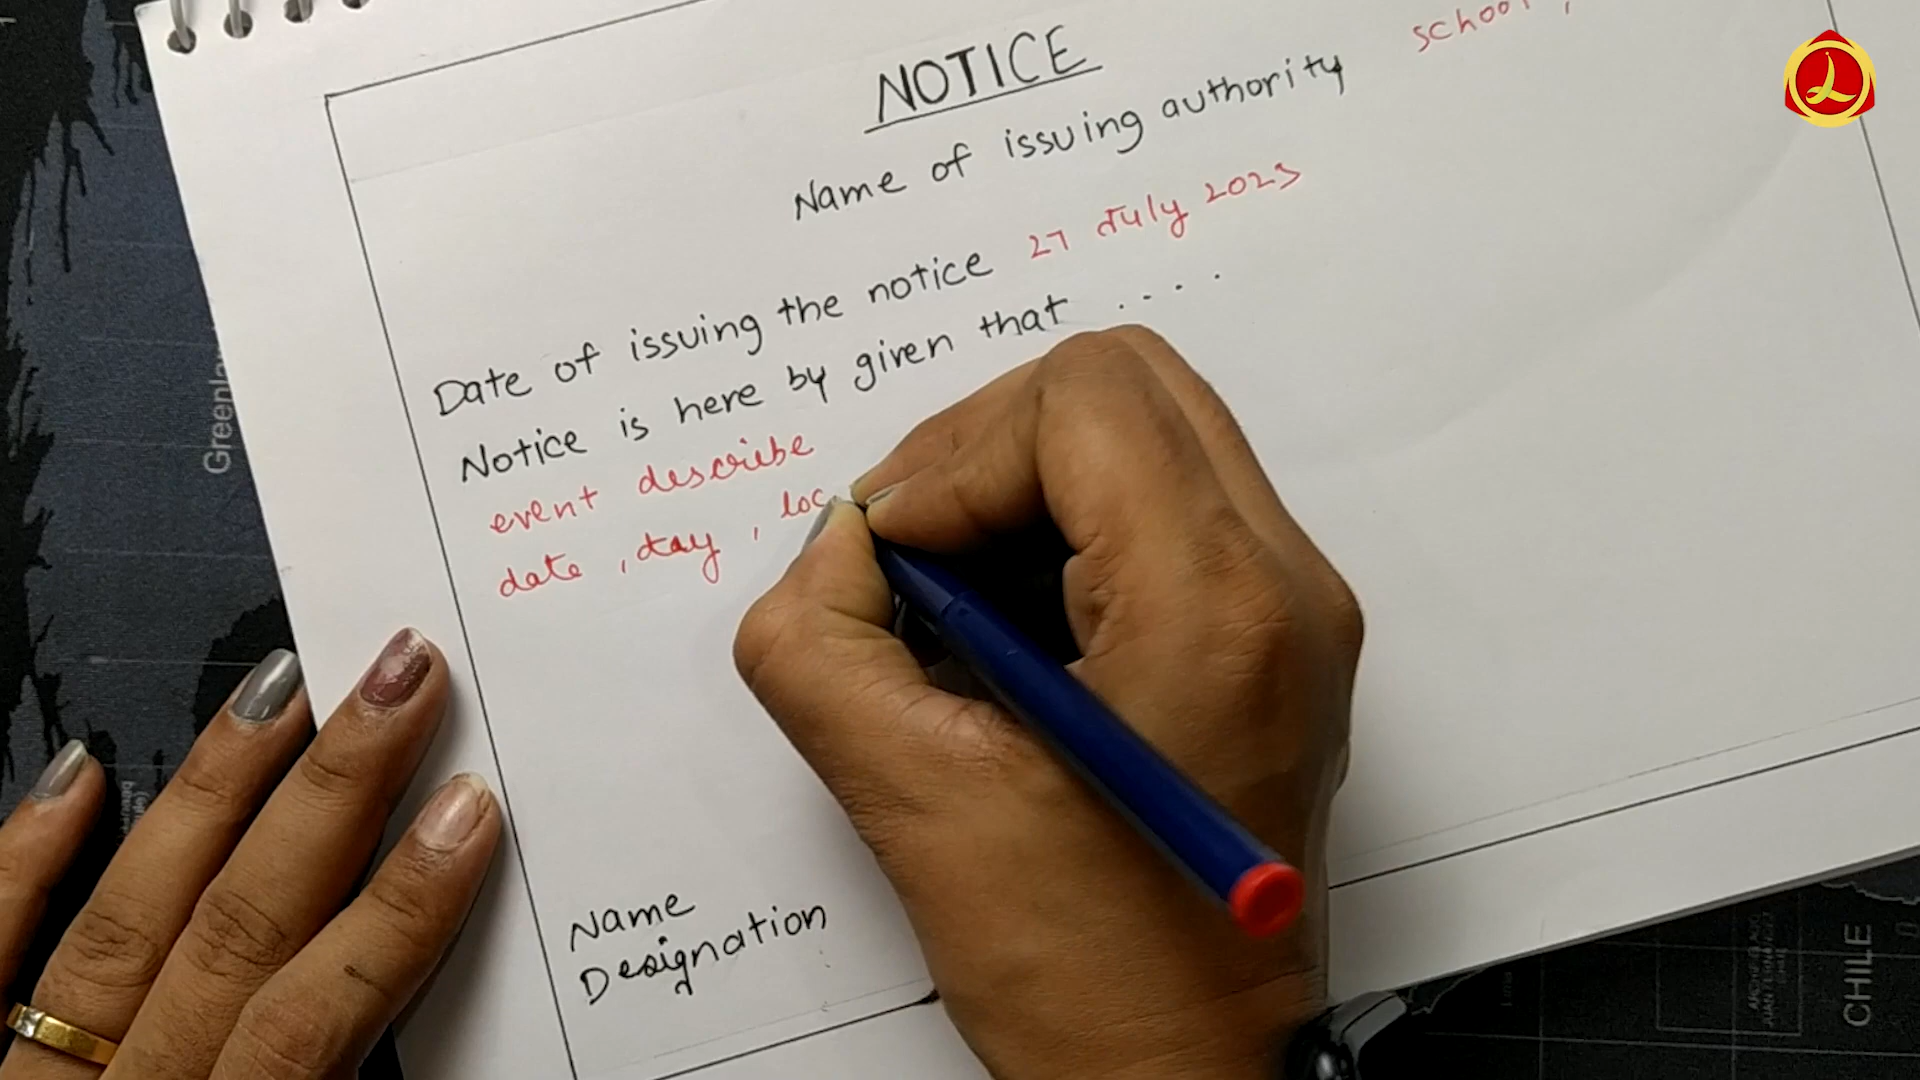 NOTICE
Name of issuing authority school,
Date of issuing the notice 27 July 2023
Notice is here by given that ....
event describe
date, day, loc
Name
Designation
Greenla
CHILE